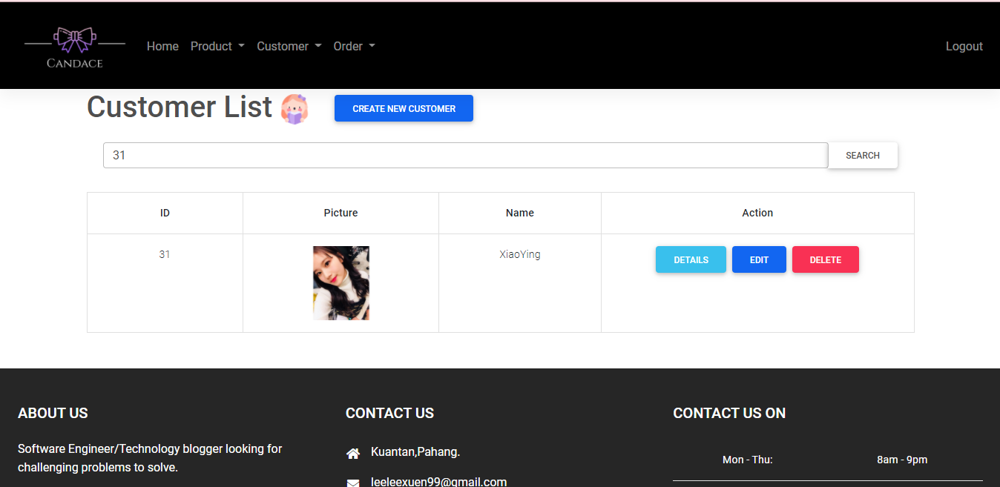 CANDACE
Home Product Customer Order Logout
Customer List CREATE NEW CUSTOMER
31 SEARCH
ID Picture Name Action
31 XiaoYing DETAILS EDIT DELETE
ABOUT US CONTACT US CONTACT US ON
Software Engineer/Technology blogger looking for
challenging problems to solve.
Kuantan,Pahang.
Mon - Thu: 8am - 9pm
leeleexuen99@gmail.com